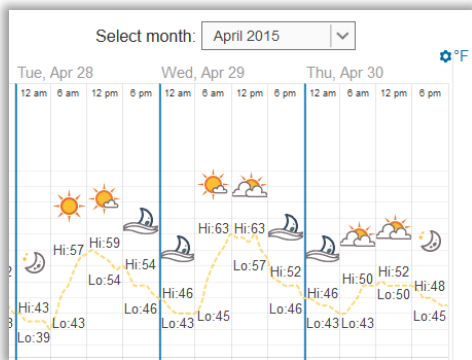 Select month: April 2015
°F
Tue, Apr 28 Wed, Apr 29 Thu, Apr 30
12 am 6 am 12 pm 6 pm 12 am 6 am 12 pm 6 pm 12 am 6 am 12 pm 6 pm
Hi:63 Hi:63
Hi:57 Hi:59
Hi:54 Lo:57
Lo:54 Hi:52 Hi:50 Hi:52
Hi:46 Hi:46 Lo:50 Hi:48
Hi:43 Lo:46 Lo:46 Lo:45
Lo:43 Lo:43 Lo:45 Lo:43 Lo:43
Lo:39